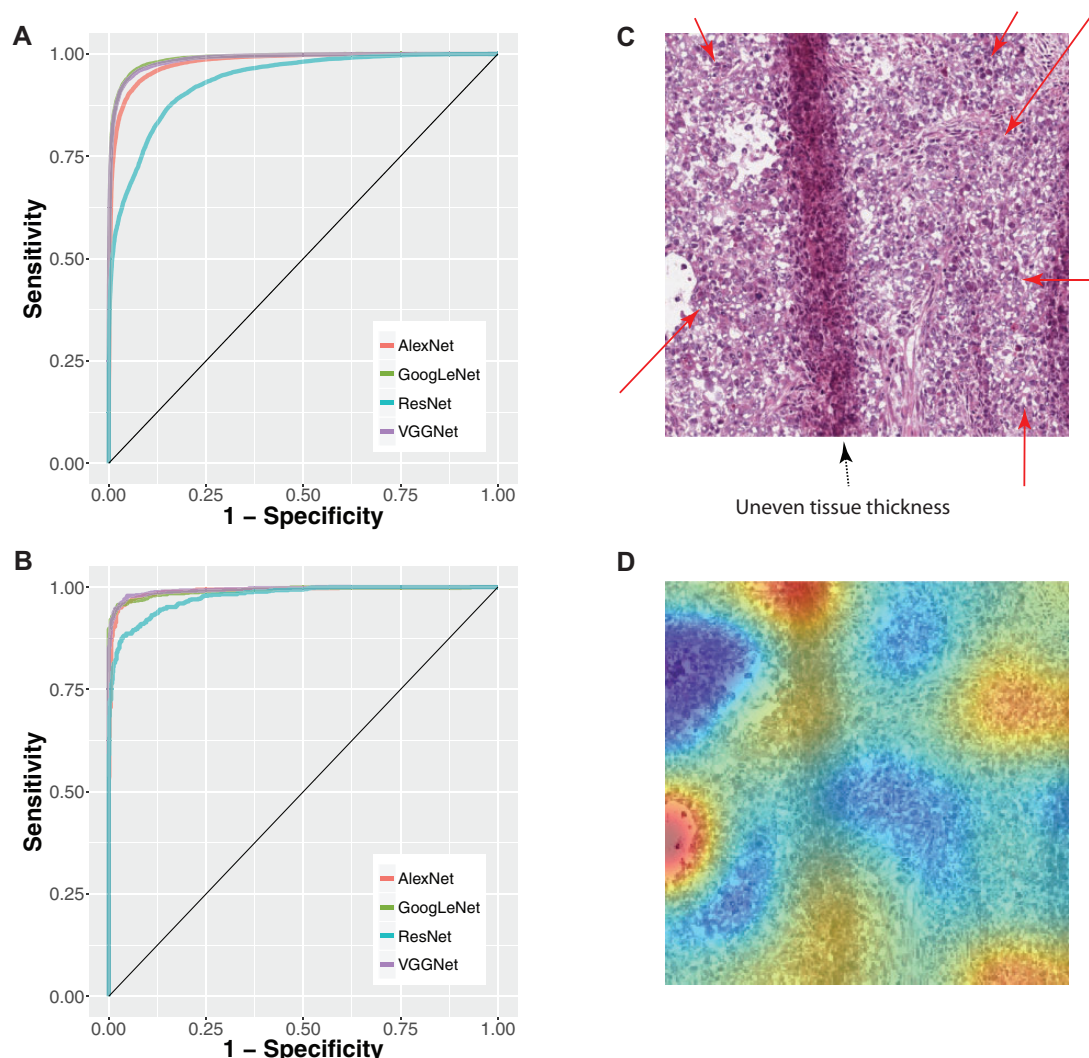 A
1.00
0.75
0.50
0.25
0.00
Sensitivity
0.00 0.25 0.50 0.75 1.00
1 − Specificity
AlexNet
GoogLeNet
ResNet
VGGNet
C
Uneven tissue thickness
B
1.00
0.75
0.50
0.25
0.00
Sensitivity
0.00 0.25 0.50 0.75 1.00
1 − Specificity
AlexNet
GoogLeNet
ResNet
VGGNet
D